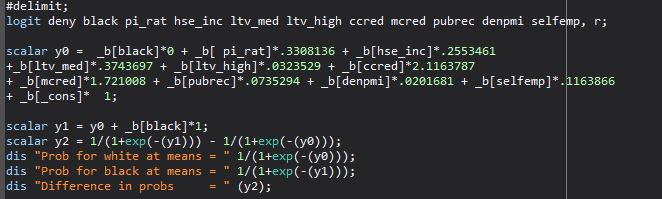 #delimit;
logit deny black pi_rat hse_inc ltv_med ltv_high ccred mcred pubrec denpmi selfemp, r;
scalar y0 =  _b[black]*0 + _b[ pi_rat]*.3308136 + _b[hse_inc]*.2553461
+_b[ltv_med]*.3743697 +_b[ltv_high]*.0323529 + _b[ccred]*2.1163787
+ _b[mcred]*1.721008 + _b[pubrec]*.0735294 + _b[denpmi]*.0201681 + _b[selfemp]*.1163866
+ _b[_cons]*  1;
scalar y1 = y0 + _b[black]*1;
scalar y2 = 1/(1+exp(-(y1))) - 1/(1+exp(-(y0)));
dis "Prob for white at means = " 1/(1+exp(-(y0)));
dis "Prob for black at means = " 1/(1+exp(-(y1)));
dis "Difference in probs     = " (y2);